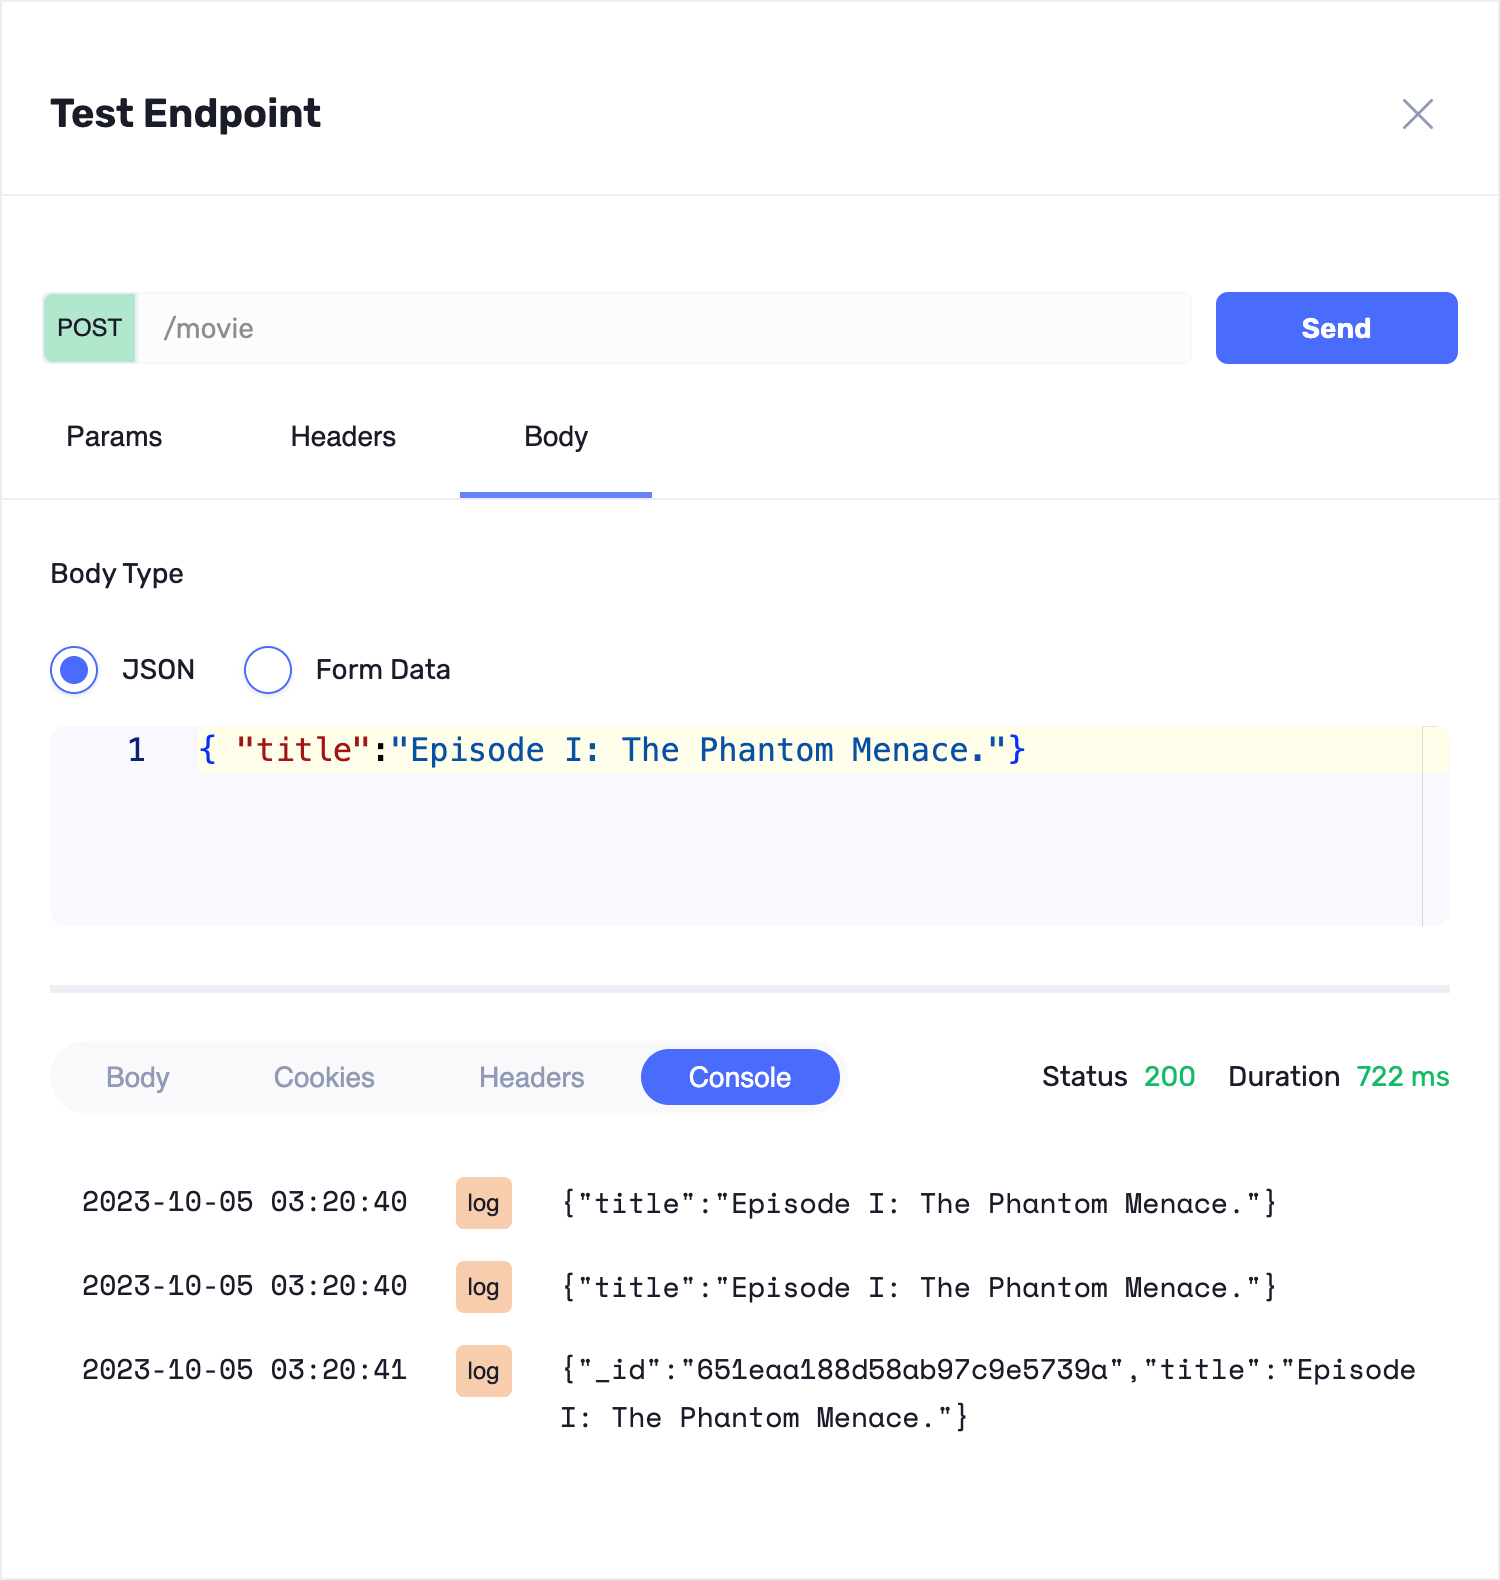 Test Endpoint
POST /movie Send
Params Headers Body
Body Type
JSON Form Data
1 { "title":"Episode I: The Phantom Menace."}
Body Cookies Headers Console Status 200 Duration 722 ms
2023-10-05 03:20:40 log {"title":"Episode I: The Phantom Menace."}
2023-10-05 03:20:40 log {"title":"Episode I: The Phantom Menace."}
2023-10-05 03:20:41 log {"_id":"651eaa188d58ab97c9e5739a","title":"Episode
I: The Phantom Menace."}